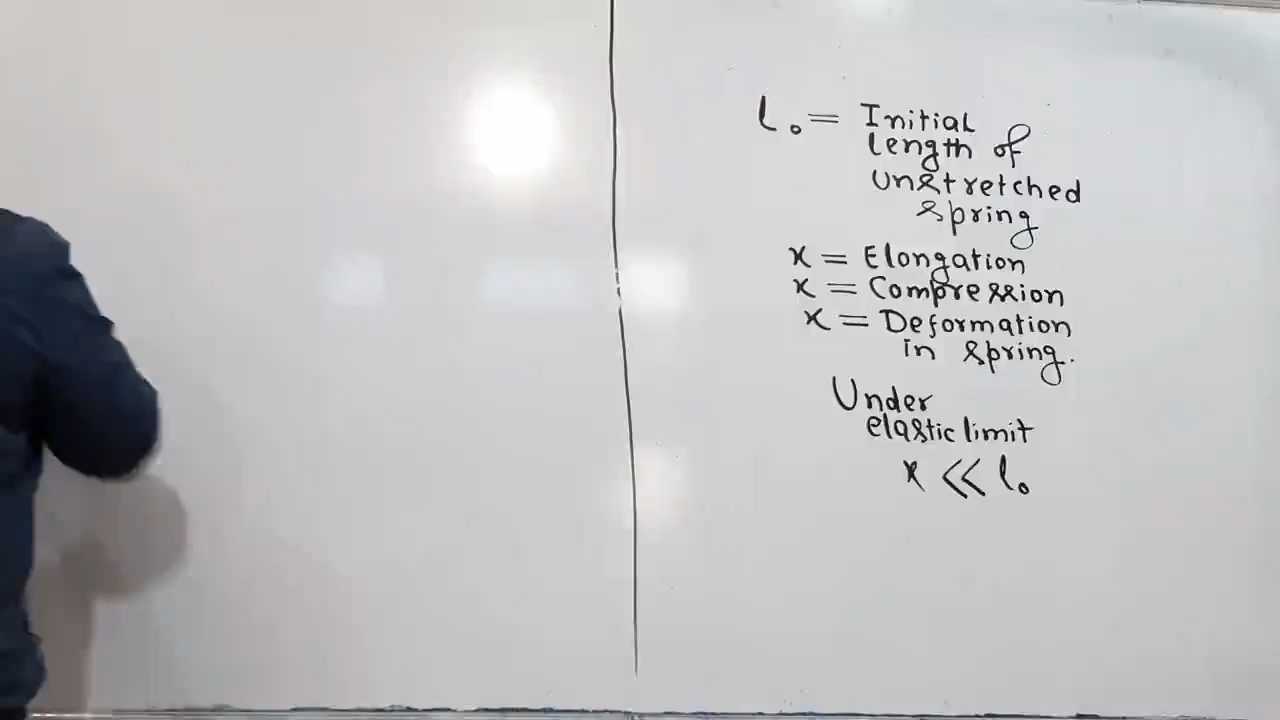 l₀ = Initial
length of
unstretched
spring
x = Elongation
x = Compression
x = Deformation
in spring.
Under
elastic limit
x << l₀